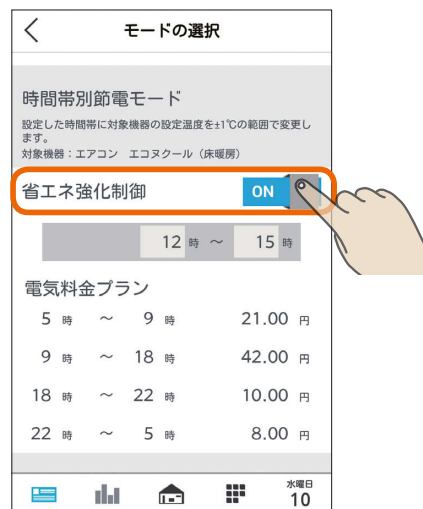 モードの選択
時間帯別節電モード
設定した時間帯に対象機器の設定温度を±1℃の範囲で変更し
ます。
対象機器：エアコン　エコヌクール（床暖房）
省エネ強化制御 ON
12 時 ～ 15 時
電気料金プラン
5 時 ～ 9 時 21.00 円
9 時 ～ 18 時 42.00 円
18 時 ～ 22 時 10.00 円
22 時 ～ 5 時 8.00 円
水曜日
10